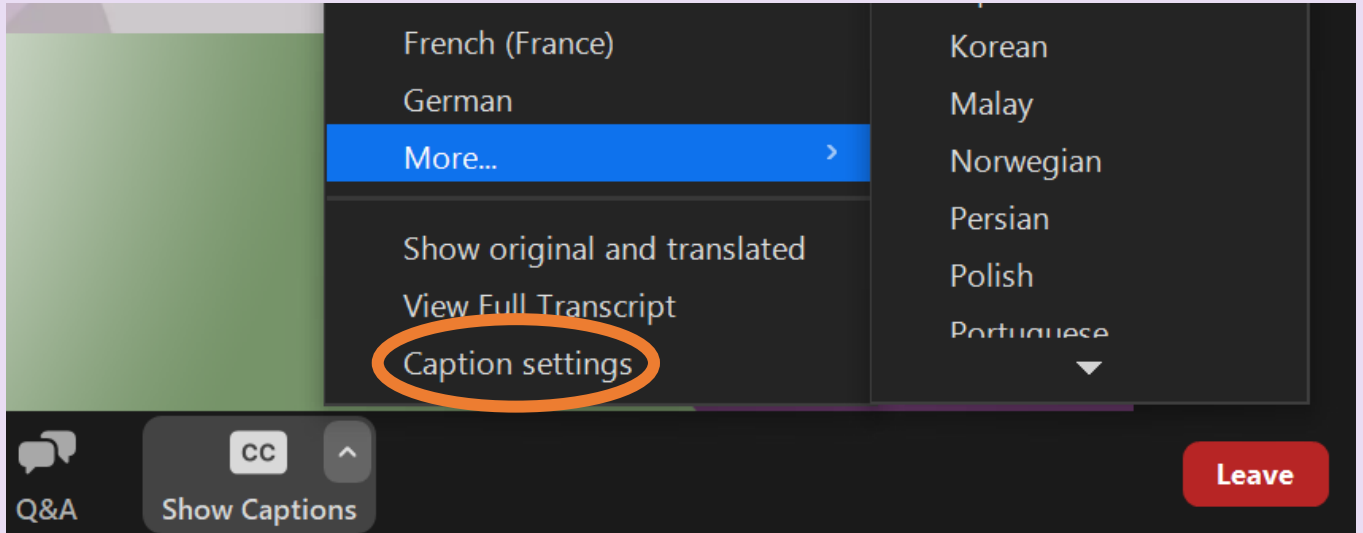 French (France)
German
More...
Show original and translated
View Full Transcript
Caption settings
Korean
Malay
Norwegian
Persian
Polish
Portuguese
Q&A
CC
Show Captions
Leave